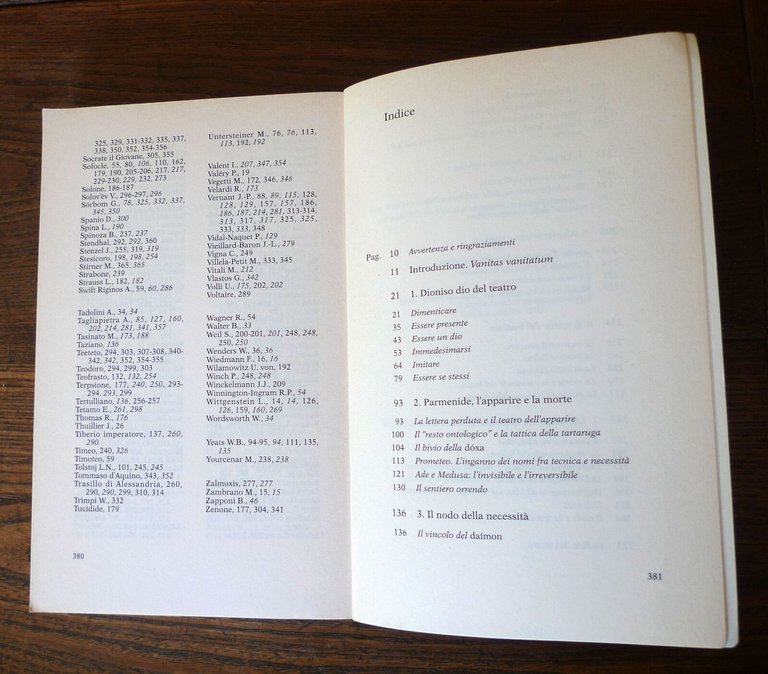 325, 329, 331-332, 335, 337,
338, 350, 352, 354-356
Socrate il Giovane, 305, 355
Sofocle, 55, 80, 106, 110, 162,
179, 190, 205-206, 217, 217,
229-230, 229, 232, 273
Solone, 186-187
Solov'ëv V., 296-297, 296
Sörbom G., 78, 325, 332, 337,
345, 350
Spanio D., 300
Spina L., 190
Spinoza B., 237, 237
Stendhal, 292, 292, 360
Stenzel J., 255, 319, 319
Stesicoro, 198, 198, 254
Stirner M., 365, 365
Strabone, 239
Strauss L., 182, 182
Swift Riginos A., 59, 60, 286
Tadolini A., 34, 34
Tagliapietra A., 85, 127, 160,
202, 214, 281, 341, 357
Tasinato M., 173, 188
Taziano, 136
Teeteto, 294, 303, 307-308, 340-
342, 342, 352, 354-355
Teodoro, 294, 299, 303
Teofrasto, 132, 132, 254
Terpsione, 177, 240, 250, 293-
294, 293, 299
Tertulliano, 136, 256-257
Tetamo E., 261, 298
Thomas R., 176
Thuillier J., 26
Tiberio imperatore, 137, 260,
290
Timeo, 240, 326
Timoteo, 59
Tolstoj L.N., 101, 245, 245
Tommaso d'Aquino, 343, 352
Trasillo di Alessandria, 260,
290, 290, 299, 310, 314
Trimpi W., 332
Tucidide, 179
Untersteiner M., 76, 76, 113,
113, 192, 192
Valent I., 207, 347, 354
Valéry P., 19
Vegetti M., 172, 346, 346
Velardi R., 173
Vernant J.-P., 88, 89, 115, 128,
128, 129, 157, 157, 186,
186, 187, 214, 281, 313-314,
313, 317, 317, 325, 325,
333, 333, 348
Vidal-Naquet P., 129
Vieillard-Baron J.-L., 279
Vigna C., 249
Villela-Petit M., 333, 345
Vitali M., 212
Vlastos G., 342
Volli U., 175, 202, 202
Voltaire, 289
Wagner R., 54
Walter B., 33
Weil S., 200-201, 201, 248, 248,
250, 250
Wenders W., 36, 36
Wiedmann F., 16, 16
Wilamowitz U. von, 192
Winch P., 248, 248
Winckelmann J.J., 209
Winnington-Ingram R.P., 54
Wittgenstein L., 14, 14, 126,
126, 159, 160, 269
Wordsworth W., 34
Yeats W.B., 94-95, 94, 111, 135,
135
Yourcenar M., 238, 238
Zalmoxis, 277, 277
Zambrano M., 15, 15
Zapponi B., 46
Zenone, 177, 304, 341
380
Indice
Pag. 10 Avvertenza e ringraziamenti
11 Introduzione. Vanitas vanitatum
21 1. Dioniso dio del teatro
21 Dimenticare
35 Essere presente
43 Essere un dio
53 Immedesimarsi
64 Imitare
79 Essere se stessi
93 2. Parmenide, l'apparire e la morte
93 La lettera perduta e il teatro dell'apparire
100 Il "resto ontologico" e la tattica della tartaruga
104 Il bivio della dóxa
113 Prometeo. L'inganno dei nomi fra tecnica e necessità
121 Ade e Medusa: l'invisibile e l'irreversibile
130 Il sentiero orrendo
136 3. Il nodo della necessità
136 Il vincolo del daímon
381